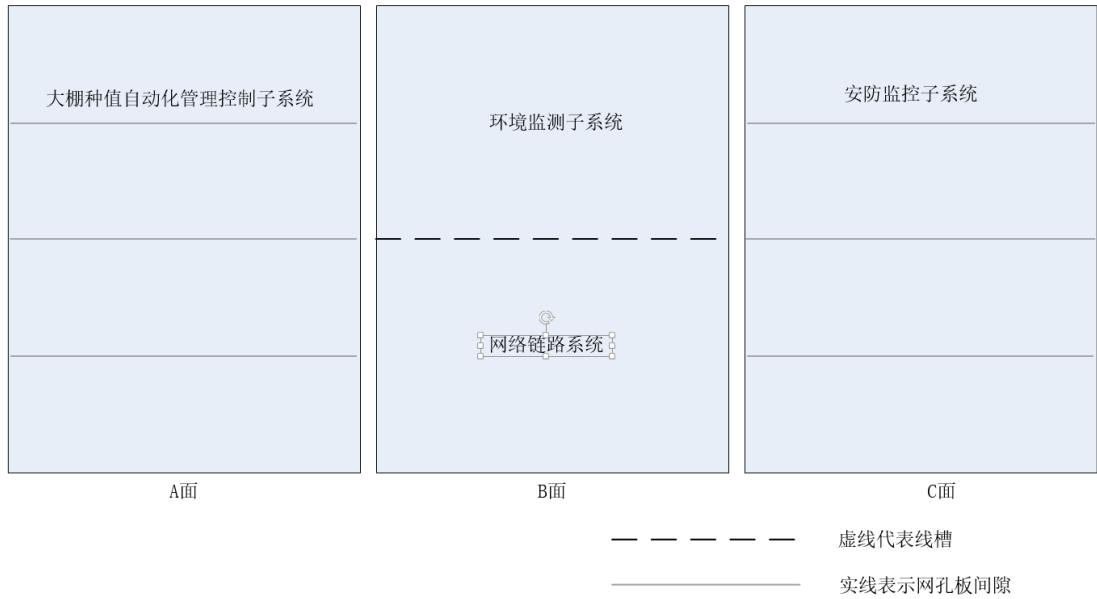 大棚种值自动化管理控制子系统
环境监测子系统
安防监控子系统
网络链路系统
A面
B面
C面
虚线代表线槽
实线表示网孔板间隙